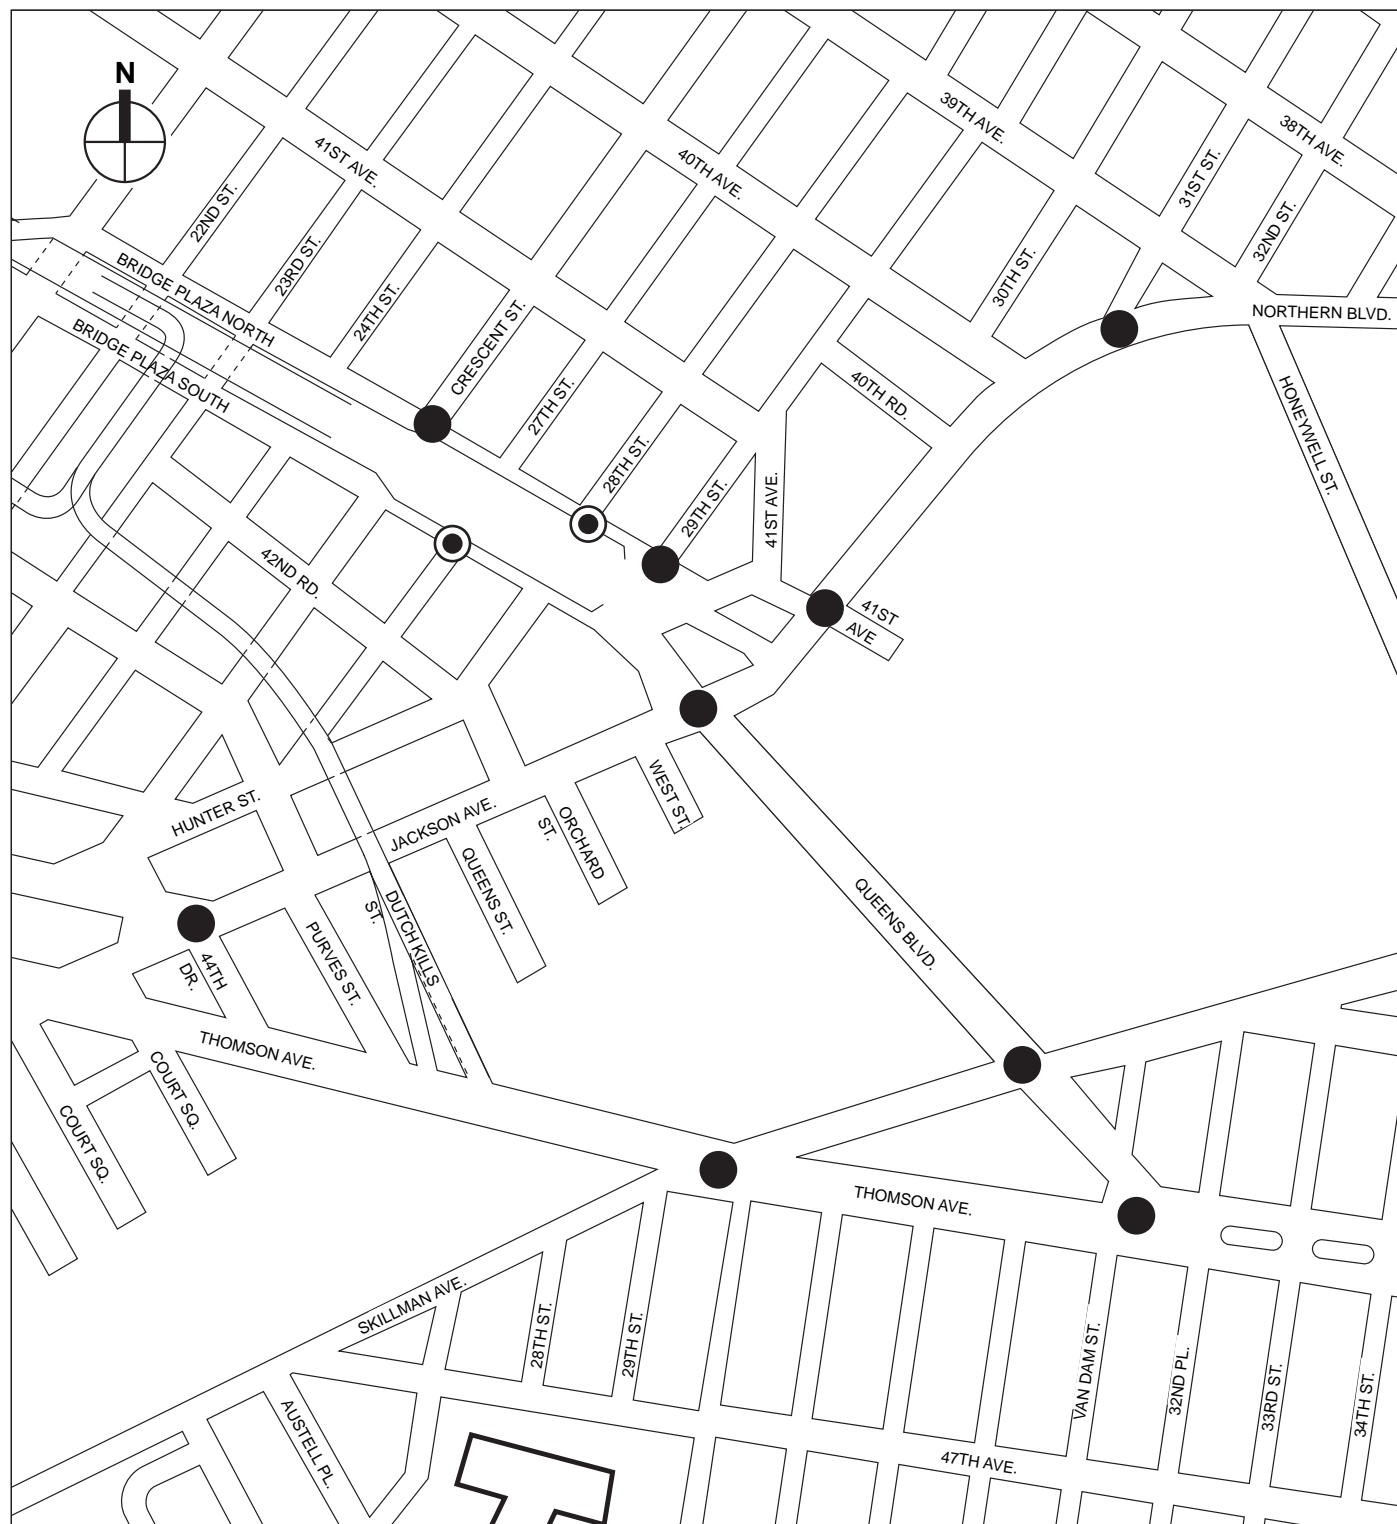 N
39TH AVE.
38TH AVE.
41ST AVE.
40TH AVE.
31ST ST.
22ND ST.
32ND ST.
23RD ST.
30TH ST.
BRIDGE PLAZA NORTH
24TH ST.
NORTHERN BLVD.
CRESCENT ST.
BRIDGE PLAZA SOUTH
40TH RD.
27TH ST.
HONEYWELL ST.
28TH ST.
29TH ST.
41ST AVE.
42ND RD.
41ST
AVE
WEST ST.
HUNTER ST.
JACKSON AVE.
ORCHARD
ST.
QUEENS ST.
DUTCH KILLS
ST.
QUEENS BLVD.
PURVES ST.
44TH
DR.
THOMSON AVE.
COURT SQ.
COURT SQ.
THOMSON AVE.
SKILLMAN AVE.
28TH ST.
29TH ST.
VAN DAM ST.
32ND PL.
33RD ST.
34TH ST.
AUSTELL PL.
47TH AVE.